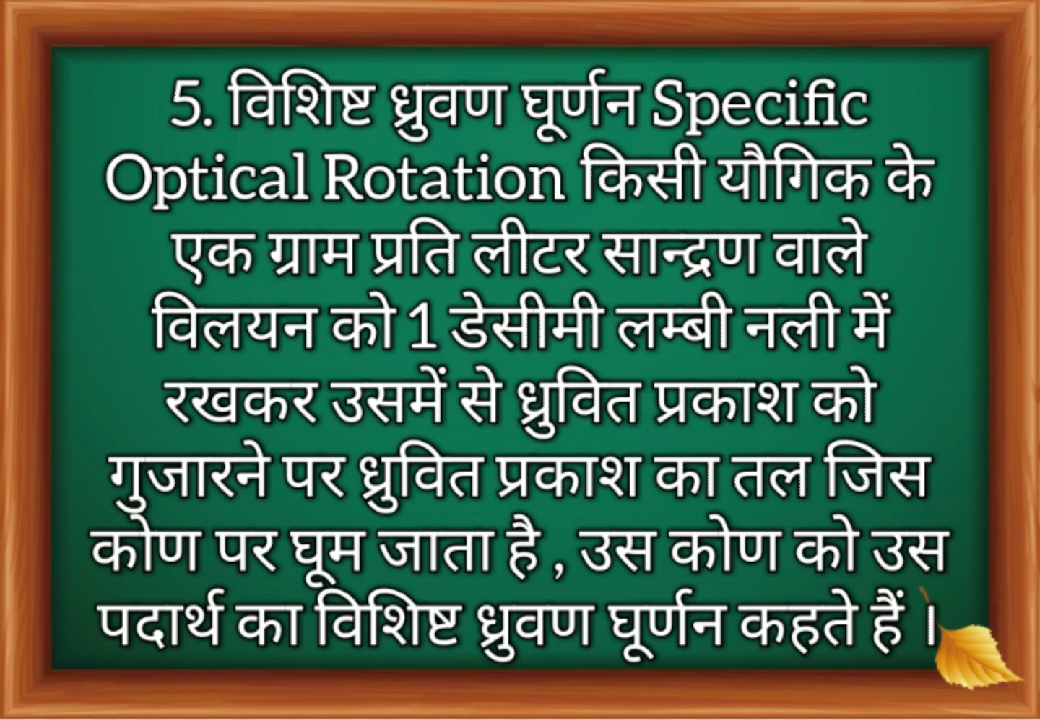 5. विशिष्ट ध्रुवण घूर्णन Specific
Optical Rotation किसी यौगिक के
एक ग्राम प्रति लीटर सान्द्रण वाले
विलयन को 1 डेसीमी लम्बी नली में
रखकर उसमें से ध्रुवित प्रकाश को
गुजारने पर ध्रुवित प्रकाश का तल जिस
कोण पर घूम जाता है , उस कोण को उस
पदार्थ का विशिष्ट ध्रुवण घूर्णन कहते हैं ।